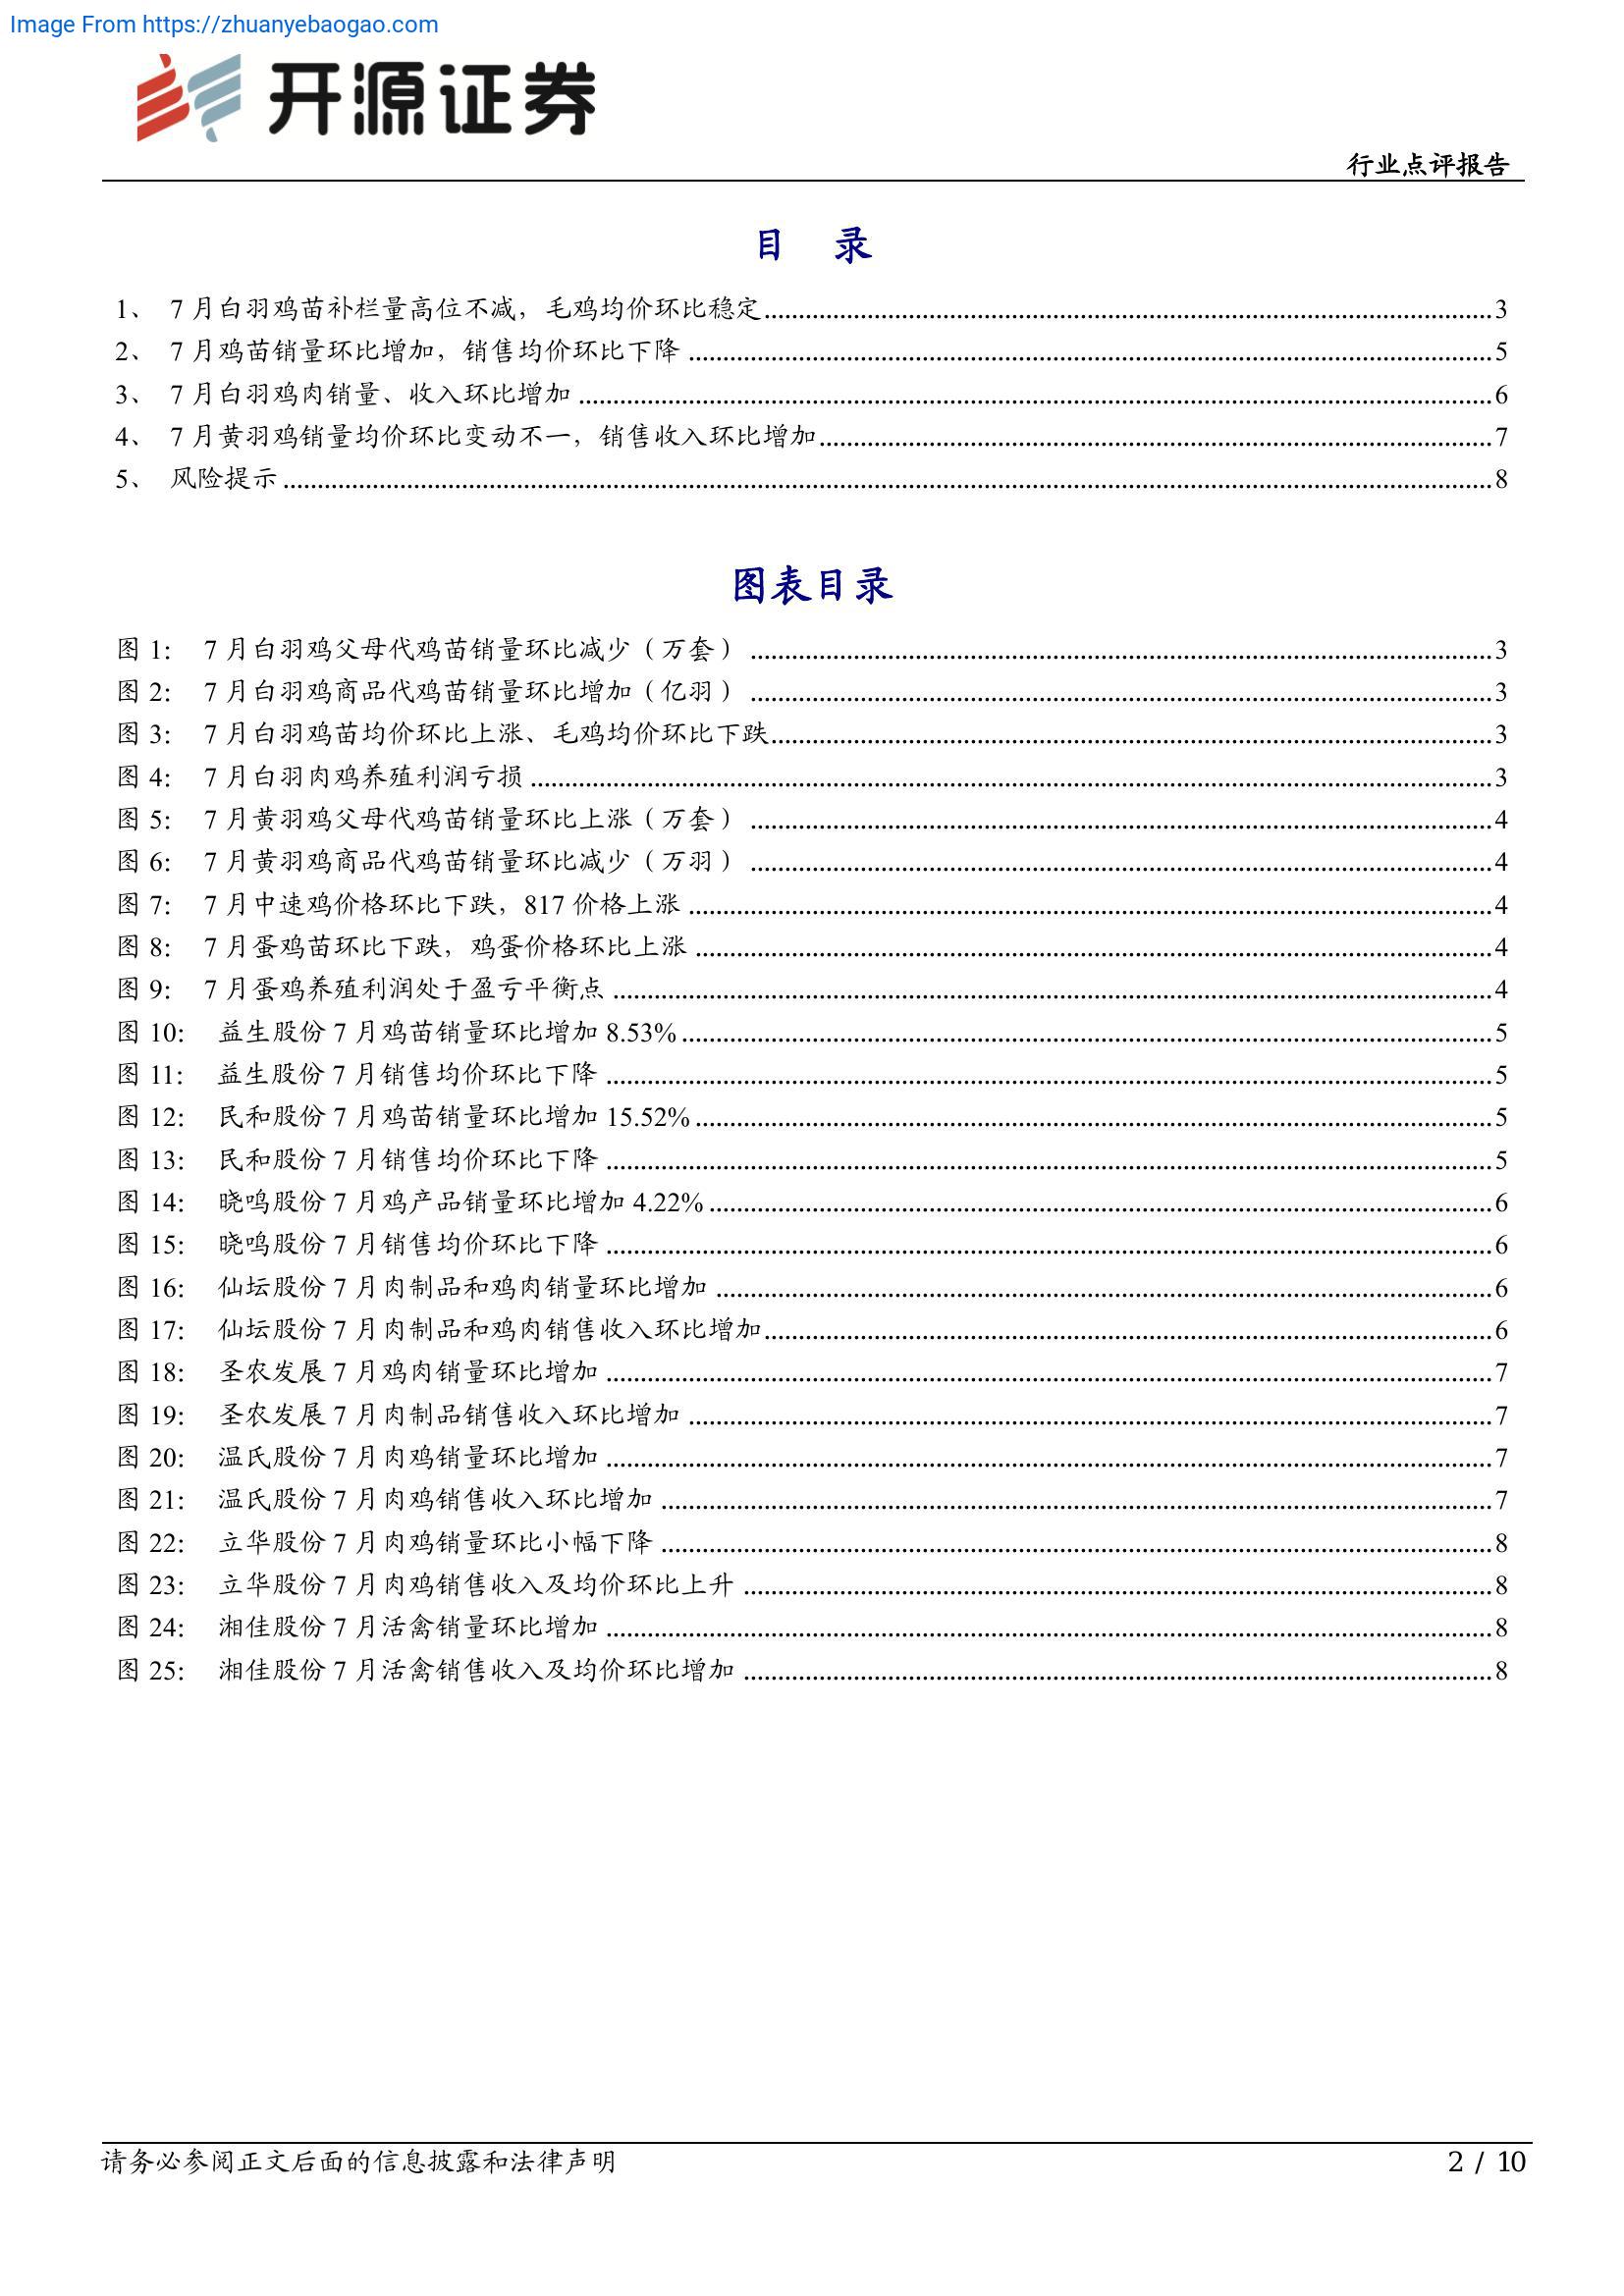 Image From https://zhuanyebaogao.com
开源证券
行业点评报告
目 录
1、 7 月白羽鸡苗补栏量高位不减，毛鸡均价环比稳定 3
2、 7 月鸡苗销量环比增加，销售均价环比下降 5
3、 7 月白羽鸡肉销量、收入环比增加 6
4、 7 月黄羽鸡销量均价环比变动不一，销售收入环比增加 7
5、 风险提示 8
图表目录
图 1: 7 月白羽鸡父母代鸡苗销量环比减少（万套） 3
图 2: 7 月白羽鸡商品代鸡苗销量环比增加（亿羽） 3
图 3: 7 月白羽鸡苗均价环比上涨、毛鸡均价环比下跌 3
图 4: 7 月白羽肉鸡养殖利润亏损 3
图 5: 7 月黄羽鸡父母代鸡苗销量环比上涨（万套） 4
图 6: 7 月黄羽鸡商品代鸡苗销量环比减少（万羽） 4
图 7: 7 月中速鸡价格环比下跌，817 价格上涨 4
图 8: 7 月蛋鸡苗环比下跌，鸡蛋价格环比上涨 4
图 9: 7 月蛋鸡养殖利润处于盈亏平衡点 4
图 10: 益生股份 7 月鸡苗销量环比增加 8.53% 5
图 11: 益生股份 7 月销售均价环比下降 5
图 12: 民和股份 7 月鸡苗销量环比增加 15.52% 5
图 13: 民和股份 7 月销售均价环比下降 5
图 14: 晓鸣股份 7 月鸡产品销量环比增加 4.22% 6
图 15: 晓鸣股份 7 月销售均价环比下降 6
图 16: 仙坛股份 7 月肉制品和鸡肉销量环比增加 6
图 17: 仙坛股份 7 月肉制品和鸡肉销售收入环比增加 6
图 18: 圣农发展 7 月鸡肉销量环比增加 7
图 19: 圣农发展 7 月肉制品销售收入环比增加 7
图 20: 温氏股份 7 月肉鸡销量环比增加 7
图 21: 温氏股份 7 月肉鸡销售收入环比增加 7
图 22: 立华股份 7 月肉鸡销量环比小幅下降 8
图 23: 立华股份 7 月肉鸡销售收入及均价环比上升 8
图 24: 湘佳股份 7 月活禽销量环比增加 8
图 25: 湘佳股份 7 月活禽销售收入及均价环比增加 8
请务必参阅正文后面的信息披露和法律声明 2 / 10